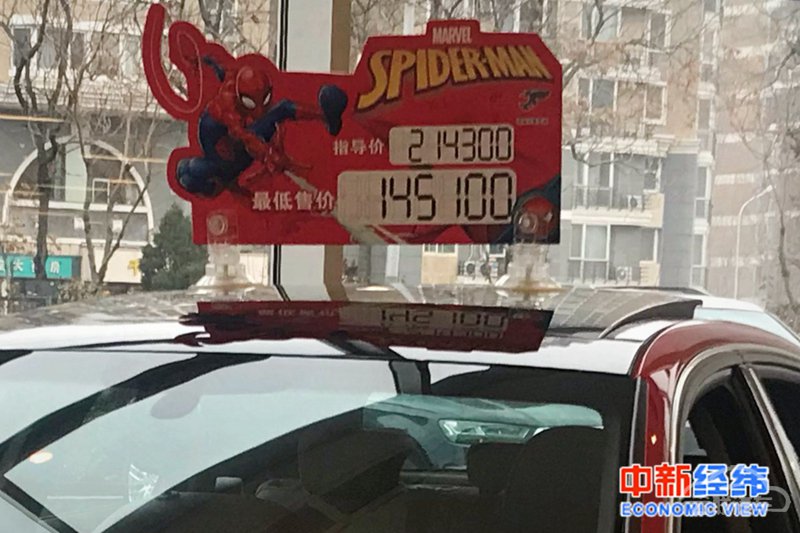 MARVEL
SPIDER-MAN
指导价 214300
最低售价 145100
中新经纬
ECONOMIC VIEW